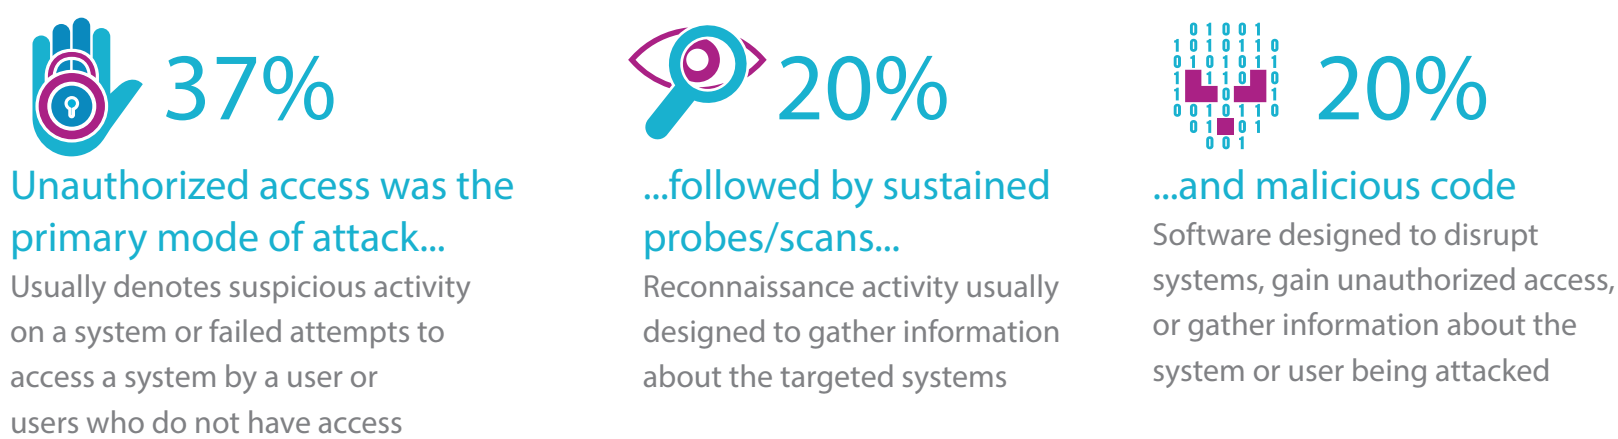 37%
Unauthorized access was the
primary mode of attack...
Usually denotes suspicious activity
on a system or failed attempts to
access a system by a user or
users who do not have access
20%
...followed by sustained
probes/scans...
Reconnaissance activity usually
designed to gather information
about the targeted systems
01001
1010110
20%
...and malicious code
Software designed to disrupt
systems, gain unauthorized access,
or gather information about the
system or user being attacked